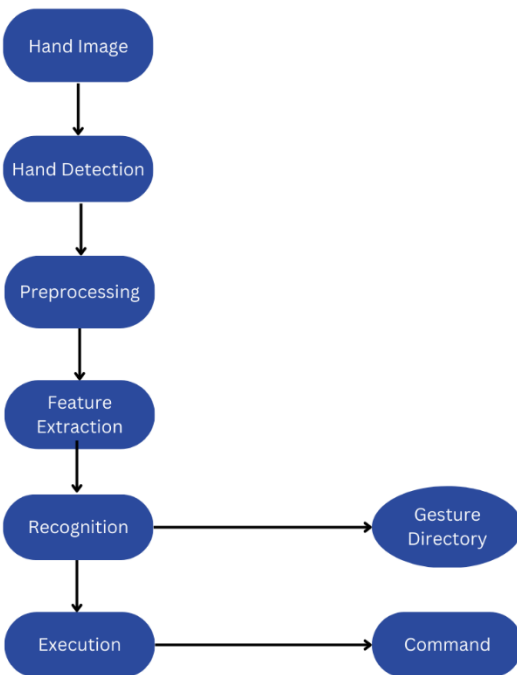 Hand Image
Hand Detection
Preprocessing
Feature
Extraction
Recognition
Gesture
Directory
Execution
Command